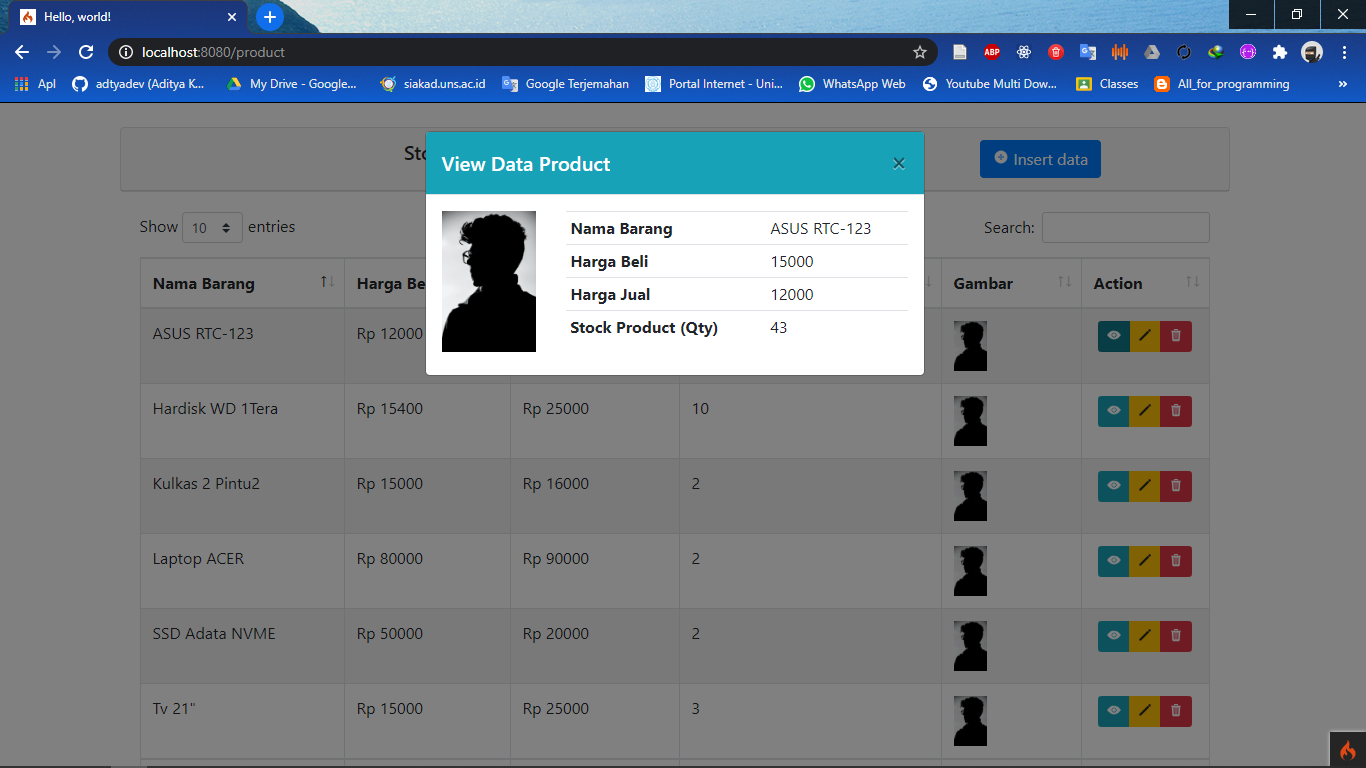 Hello, world!
localhost:8080/product
ABP
Apl
adtyadev (Aditya K...
My Drive - Google...
siakad.uns.ac.id
Google Terjemahan
Portal Internet - Uni...
WhatsApp Web
Youtube Multi Dow...
Classes
All_for_programming
»
View Data Product ×
Insert data
Nama Barang ASUS RTC-123
Harga Beli 15000
Harga Jual 12000
Stock Product (Qty) 43
Show 10 entries
Search:
Nama Barang Gambar Action
ASUS RTC-123 Rp 12000
Hardisk WD 1Tera Rp 15400 Rp 25000 10
Kulkas 2 Pintu2 Rp 15000 Rp 16000 2
Laptop ACER Rp 80000 Rp 90000 2
SSD Adata NVME Rp 50000 Rp 20000 2
Tv 21" Rp 15000 Rp 25000 3